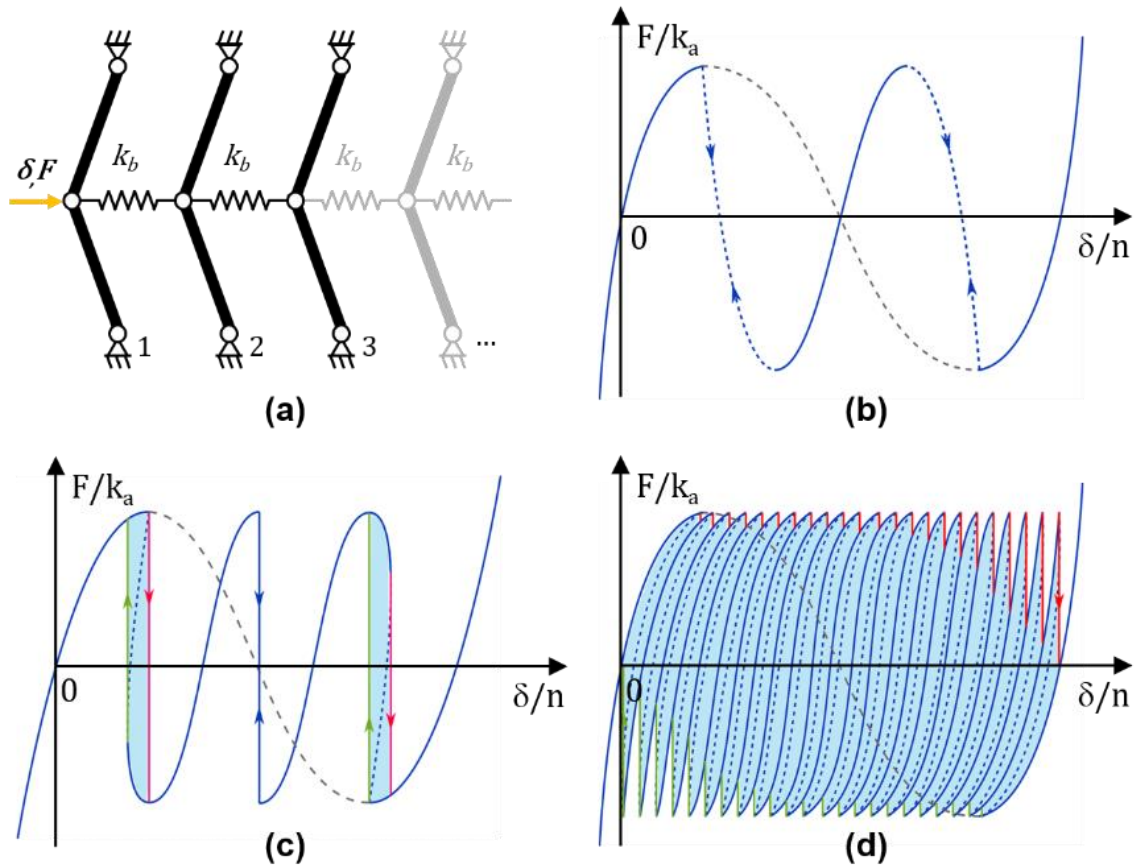 δ,F
k_b
k_b
k_b
k_b
1
2
3
...
(a)
F/k_a
0
δ/n
(b)
F/k_a
0
δ/n
(c)
F/k_a
0
δ/n
(d)